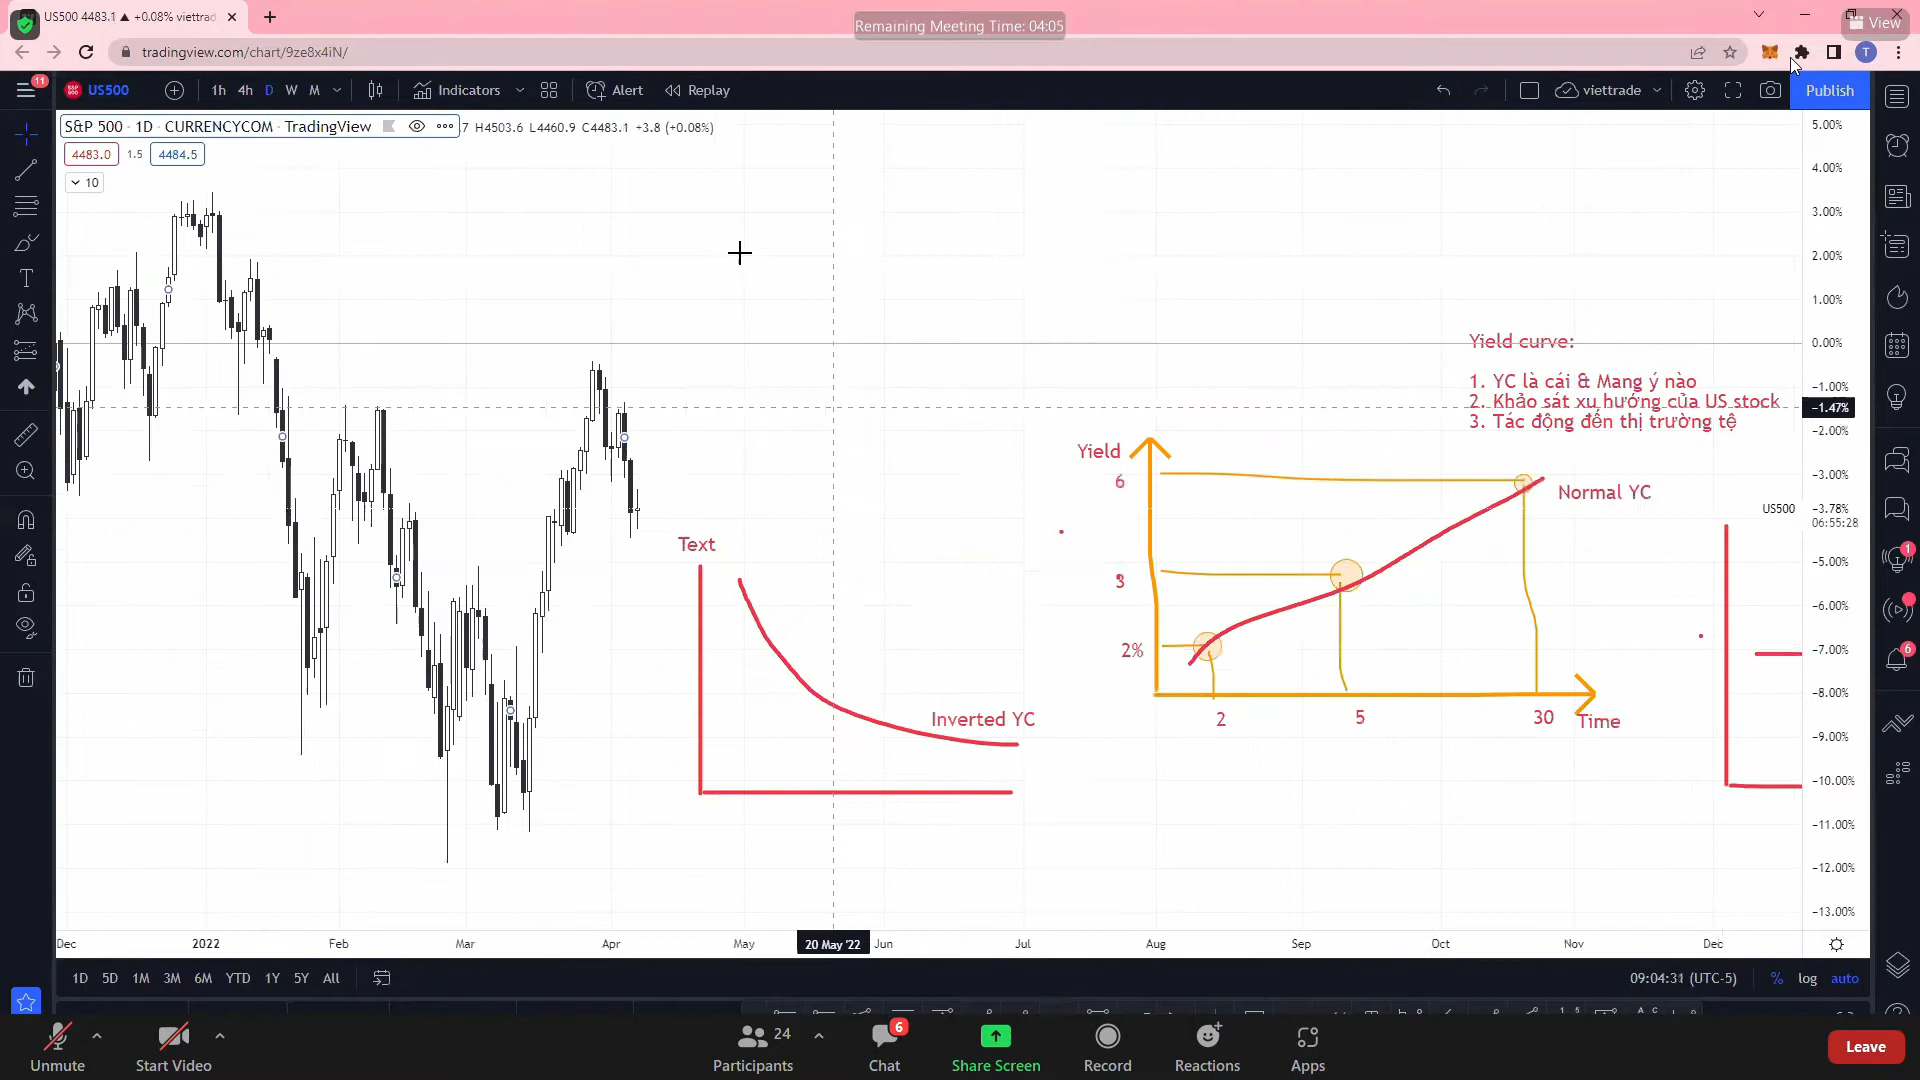 US500 4483.1 ▲ +0.08% viettrad
Remaining Meeting Time: 04:05
View
tradingview.com/chart/9ze8x4iN/
T
11
US500
1h 4h D W M
Indicators
Alert
Replay
viettrade
Publish
S&P 500 · 1D · CURRENCYCOM · TradingView
.7 H4503.6 L4460.9 C4483.1 +3.8 (+0.08%)
4483.0 1.5 4484.5
10
5.00%
4.00%
3.00%
2.00%
1.00%
0.00%
-1.00%
-1.47%
-2.00%
-3.00%
US500
-3.78%
06:55:28
-5.00%
-6.00%
-7.00%
-8.00%
-9.00%
-10.00%
-11.00%
-12.00%
-13.00%
Yield curve:
1. YC là cái & Mang ý nào
2. Khảo sát xu hướng của US stock
3. Tác động đến thị trường tệ
Yield
6
3
2%
Normal YC
2 5 30 Time
Text
Inverted YC
1
6
Dec 2022 Feb Mar Apr May 20 May '22 Jun Jul Aug Sep Oct Nov Dec
1D 5D 1M 3M 6M YTD 1Y 5Y All
09:04:31 (UTC-5) % log auto
Unmute
Start Video
24
Participants
6
Chat
Share Screen
Record
Reactions
Apps
Leave